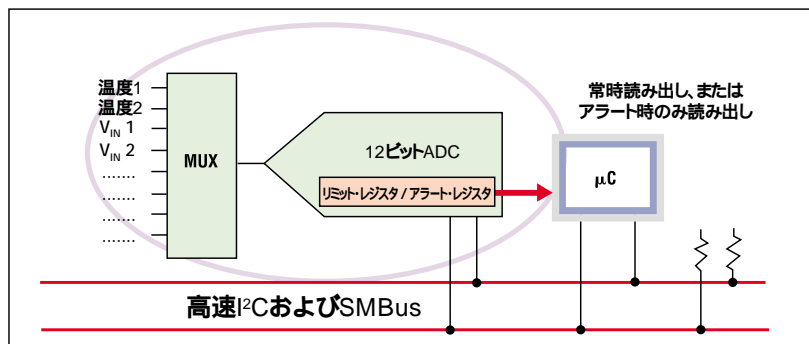 温度1
温度2
VIN 1
VIN 2
.......
.......
.......
.......
MUX
12ビットADC
リミット・レジスタ / アラート・レジスタ
常時読み出し、または
アラート時のみ読み出し
μC
高速I²CおよびSMBus